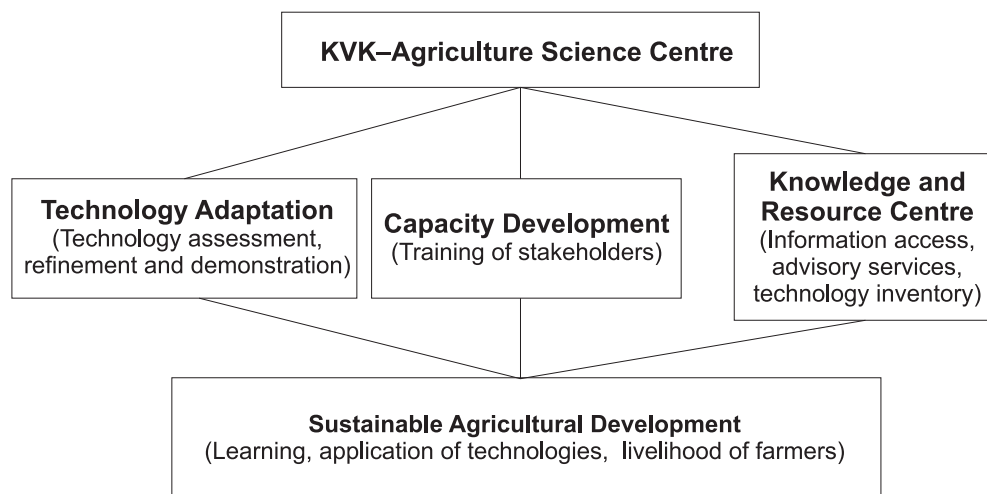 KVK–Agriculture Science Centre
Technology Adaptation
(Technology assessment,
refinement and demonstration)
Capacity Development
(Training of stakeholders)
Knowledge and
Resource Centre
(Information access,
advisory services,
technology inventory)
Sustainable Agricultural Development
(Learning, application of technologies, livelihood of farmers)